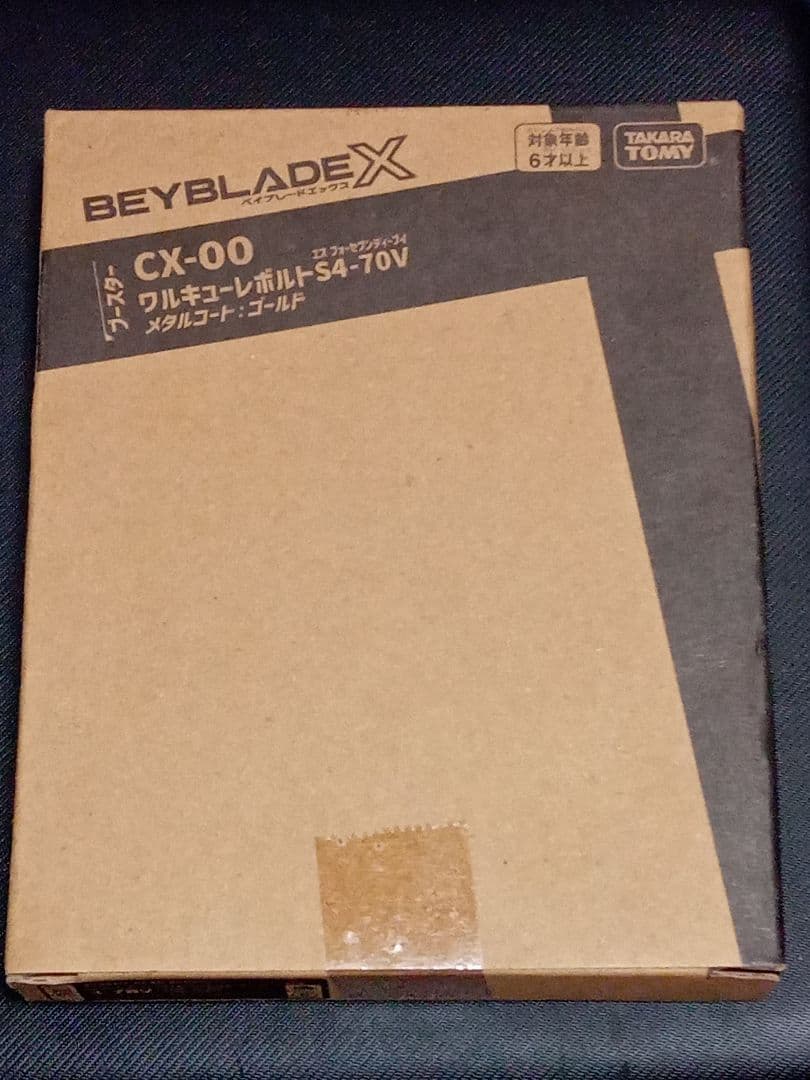 BEYBLADE X
ベイブレードエックス
対象年齢
6才以上
TAKARA
TOMY
ブースター
CX-00
エス フォーセブンティーブイ
ワルキューレボルトS4-70V
メタルコート:ゴールド